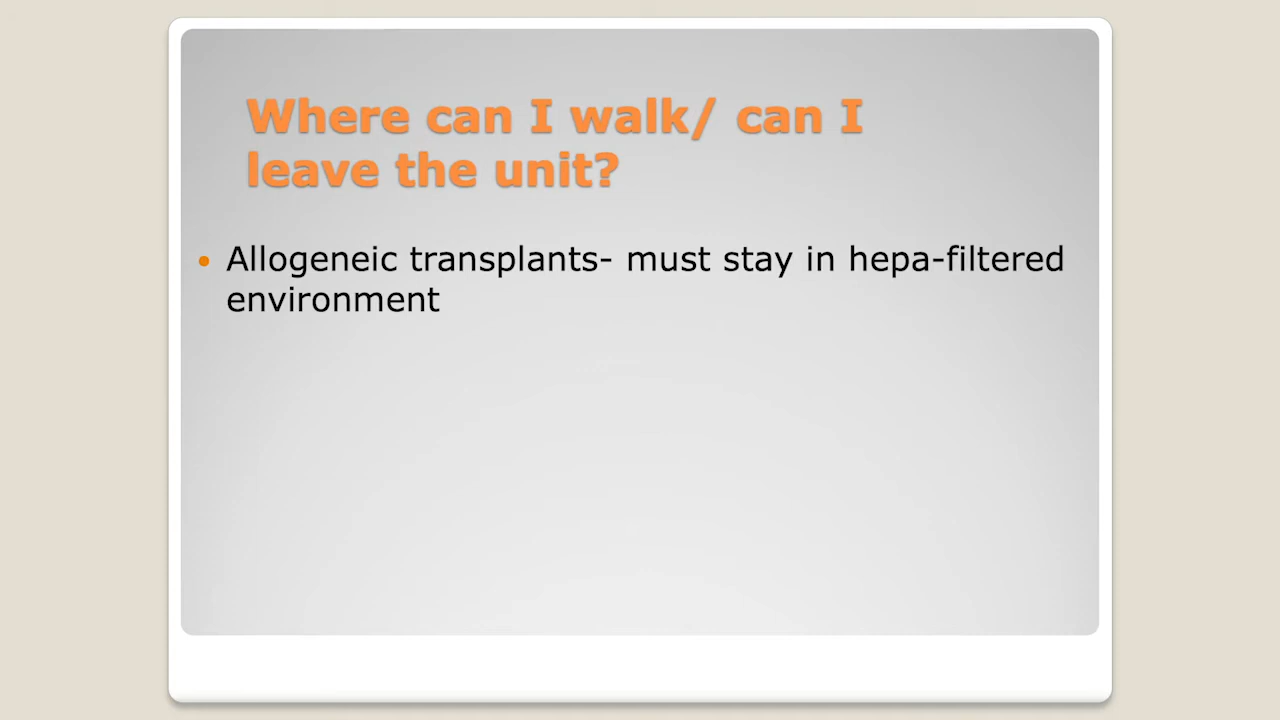 Where can I walk/ can I
leave the unit?
• Allogeneic transplants- must stay in hepa-filtered
environment